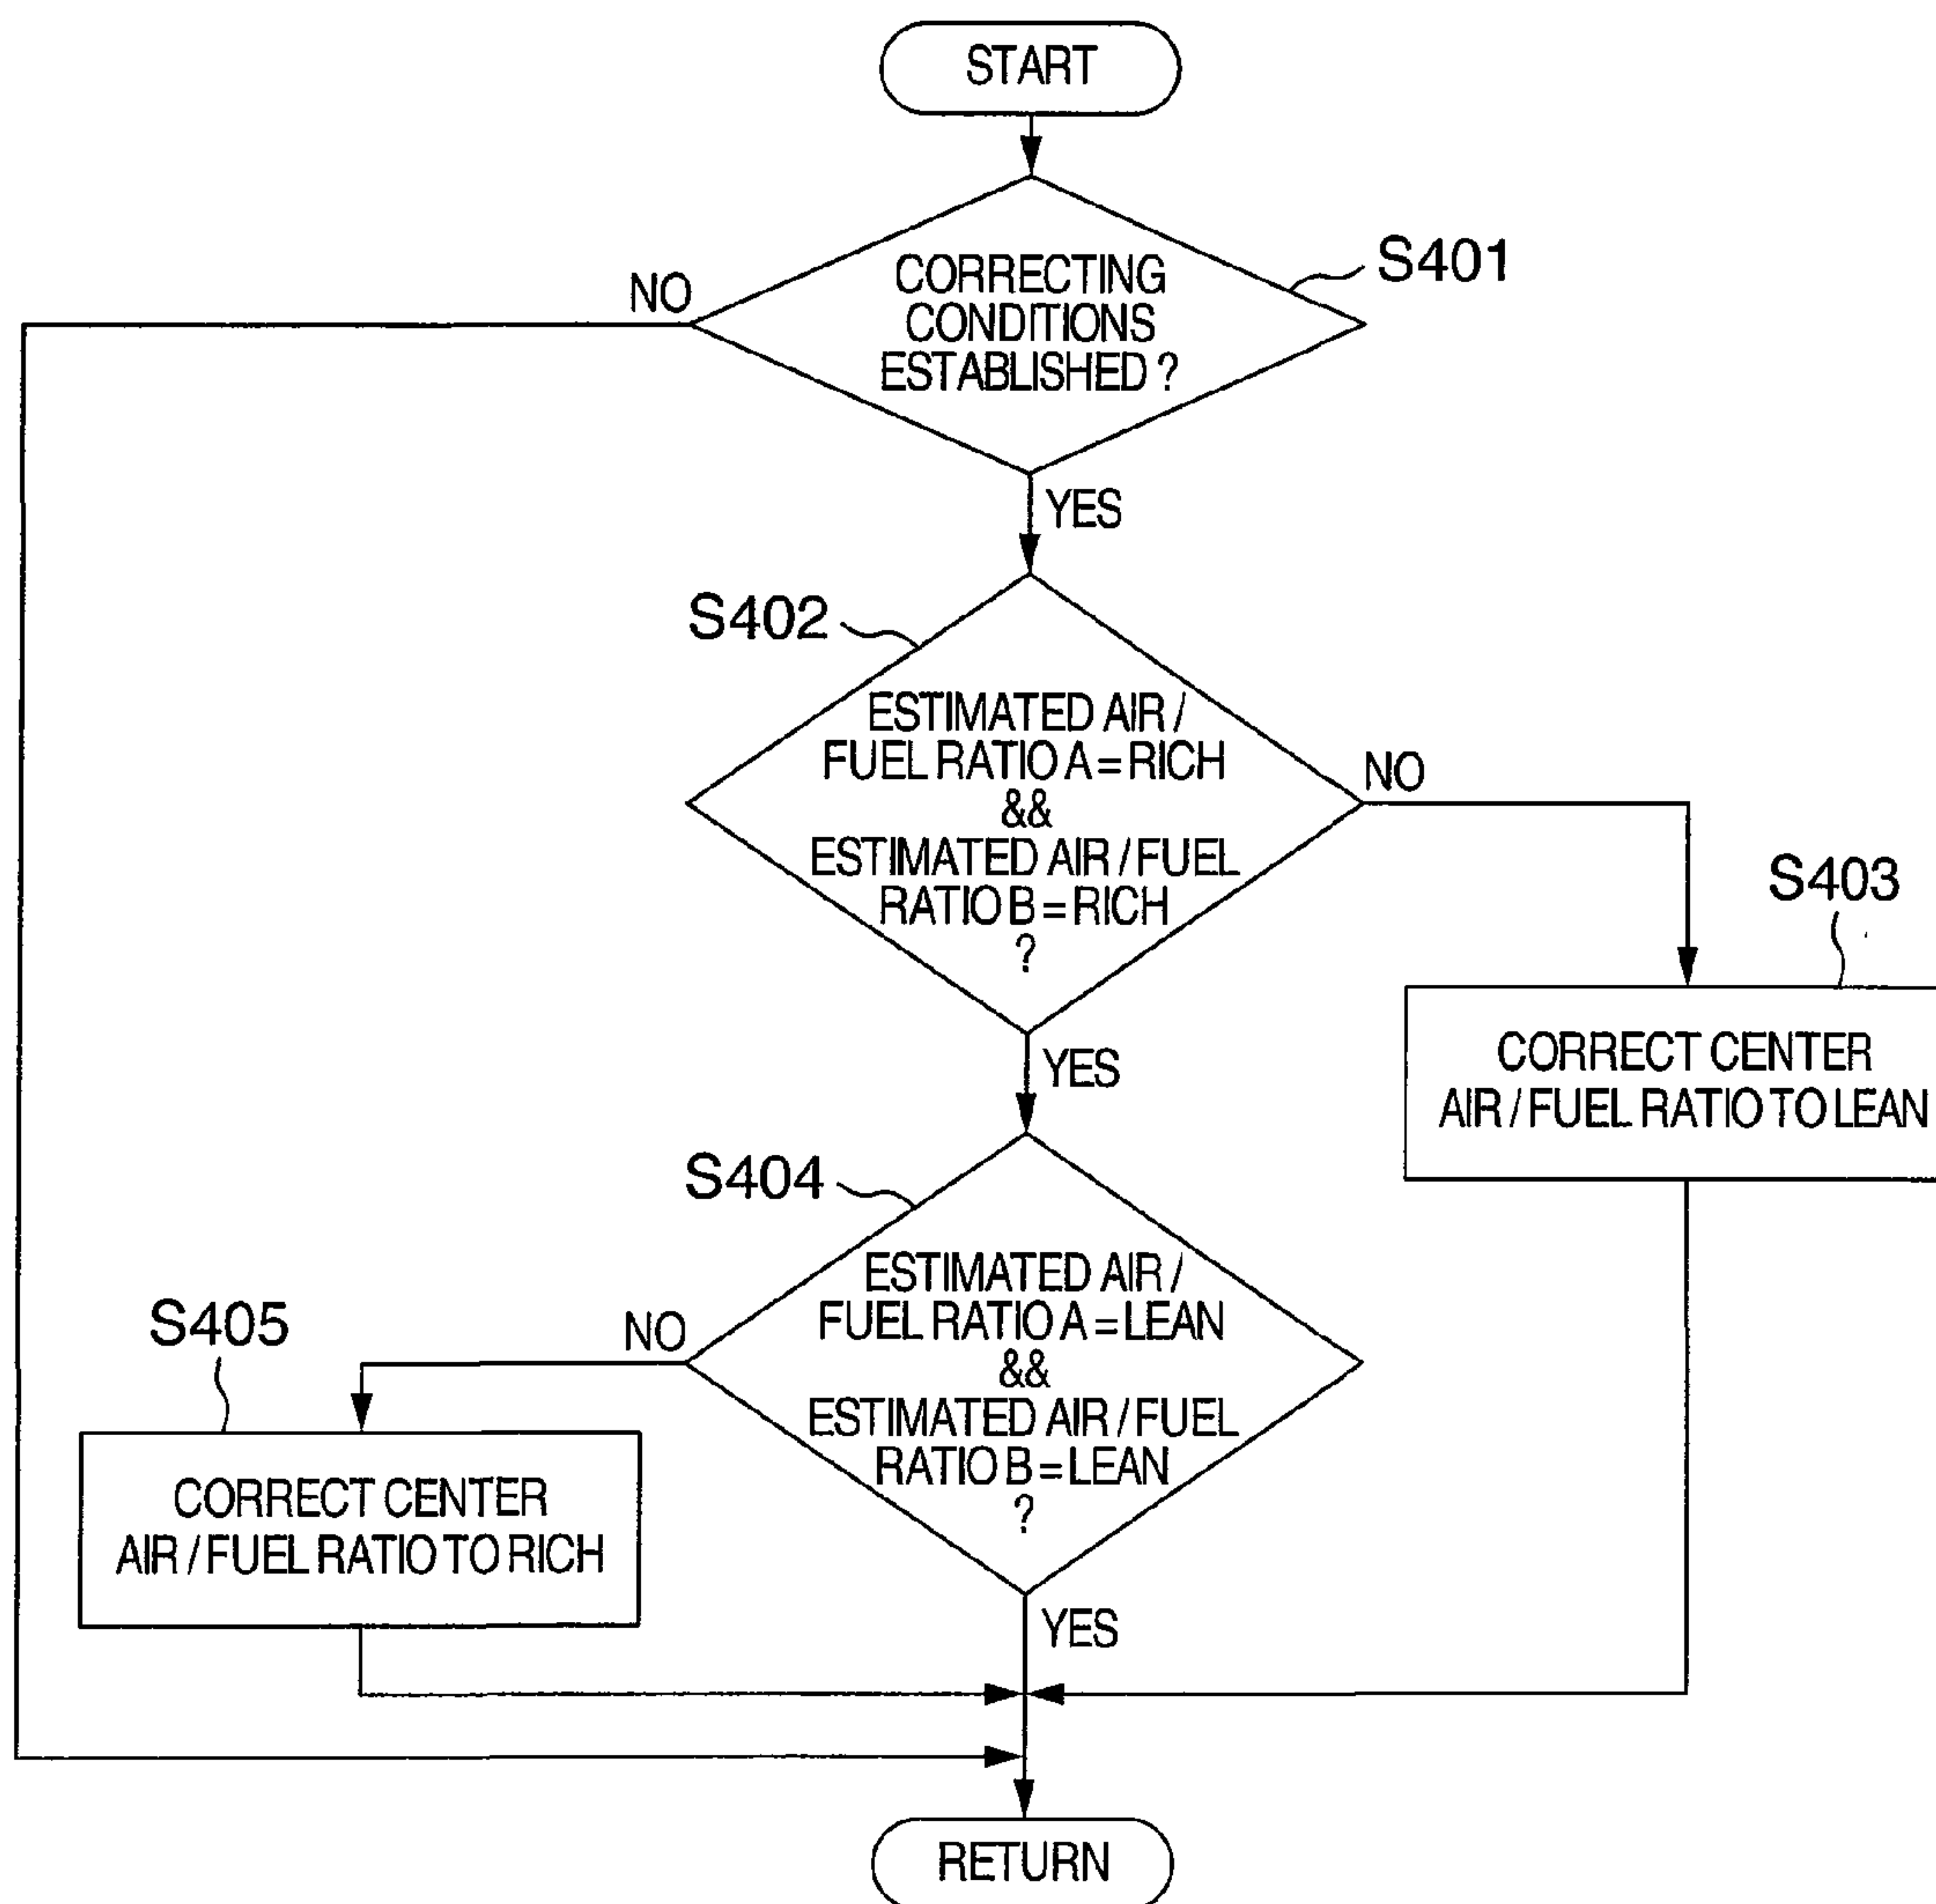 START
CORRECTING
CONDITIONS
ESTABLISHED ?
S401
NO
YES
S402
ESTIMATED AIR /
FUEL RATIO A = RICH
&&
ESTIMATED AIR / FUEL
RATIO B = RICH
?
NO
YES
S403
CORRECT CENTER
AIR / FUEL RATIO TO LEAN
S404
ESTIMATED AIR /
FUEL RATIO A = LEAN
&&
ESTIMATED AIR / FUEL
RATIO B = LEAN
?
NO
YES
S405
CORRECT CENTER
AIR / FUEL RATIO TO RICH
RETURN